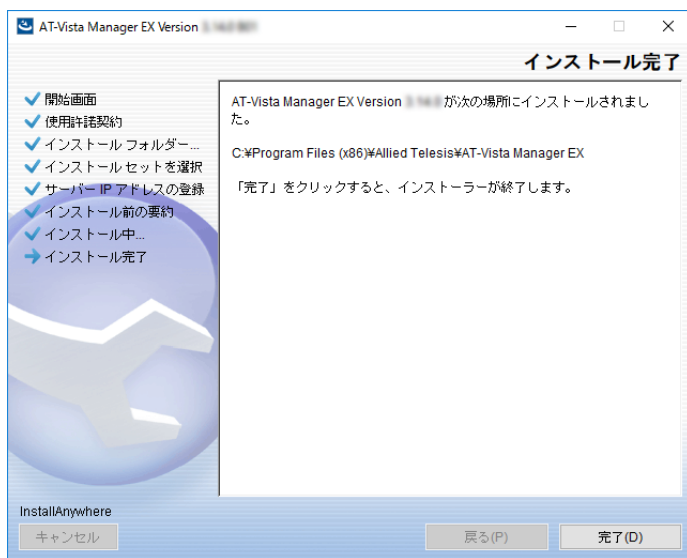 AT-Vista Manager EX Version
インストール完了
開始画面
使用許諾契約
インストール フォルダー...
インストール セットを選択
サーバー IP アドレスの登録
インストール前の要約
インストール中...
インストール完了
AT-Vista Manager EX Version が次の場所にインストールされまし
た。
C:¥Program Files (x86)¥Allied Telesis¥AT-Vista Manager EX
「完了」をクリックすると、インストーラーが終了します。
InstallAnywhere
キャンセル
戻る(P)
完了(D)